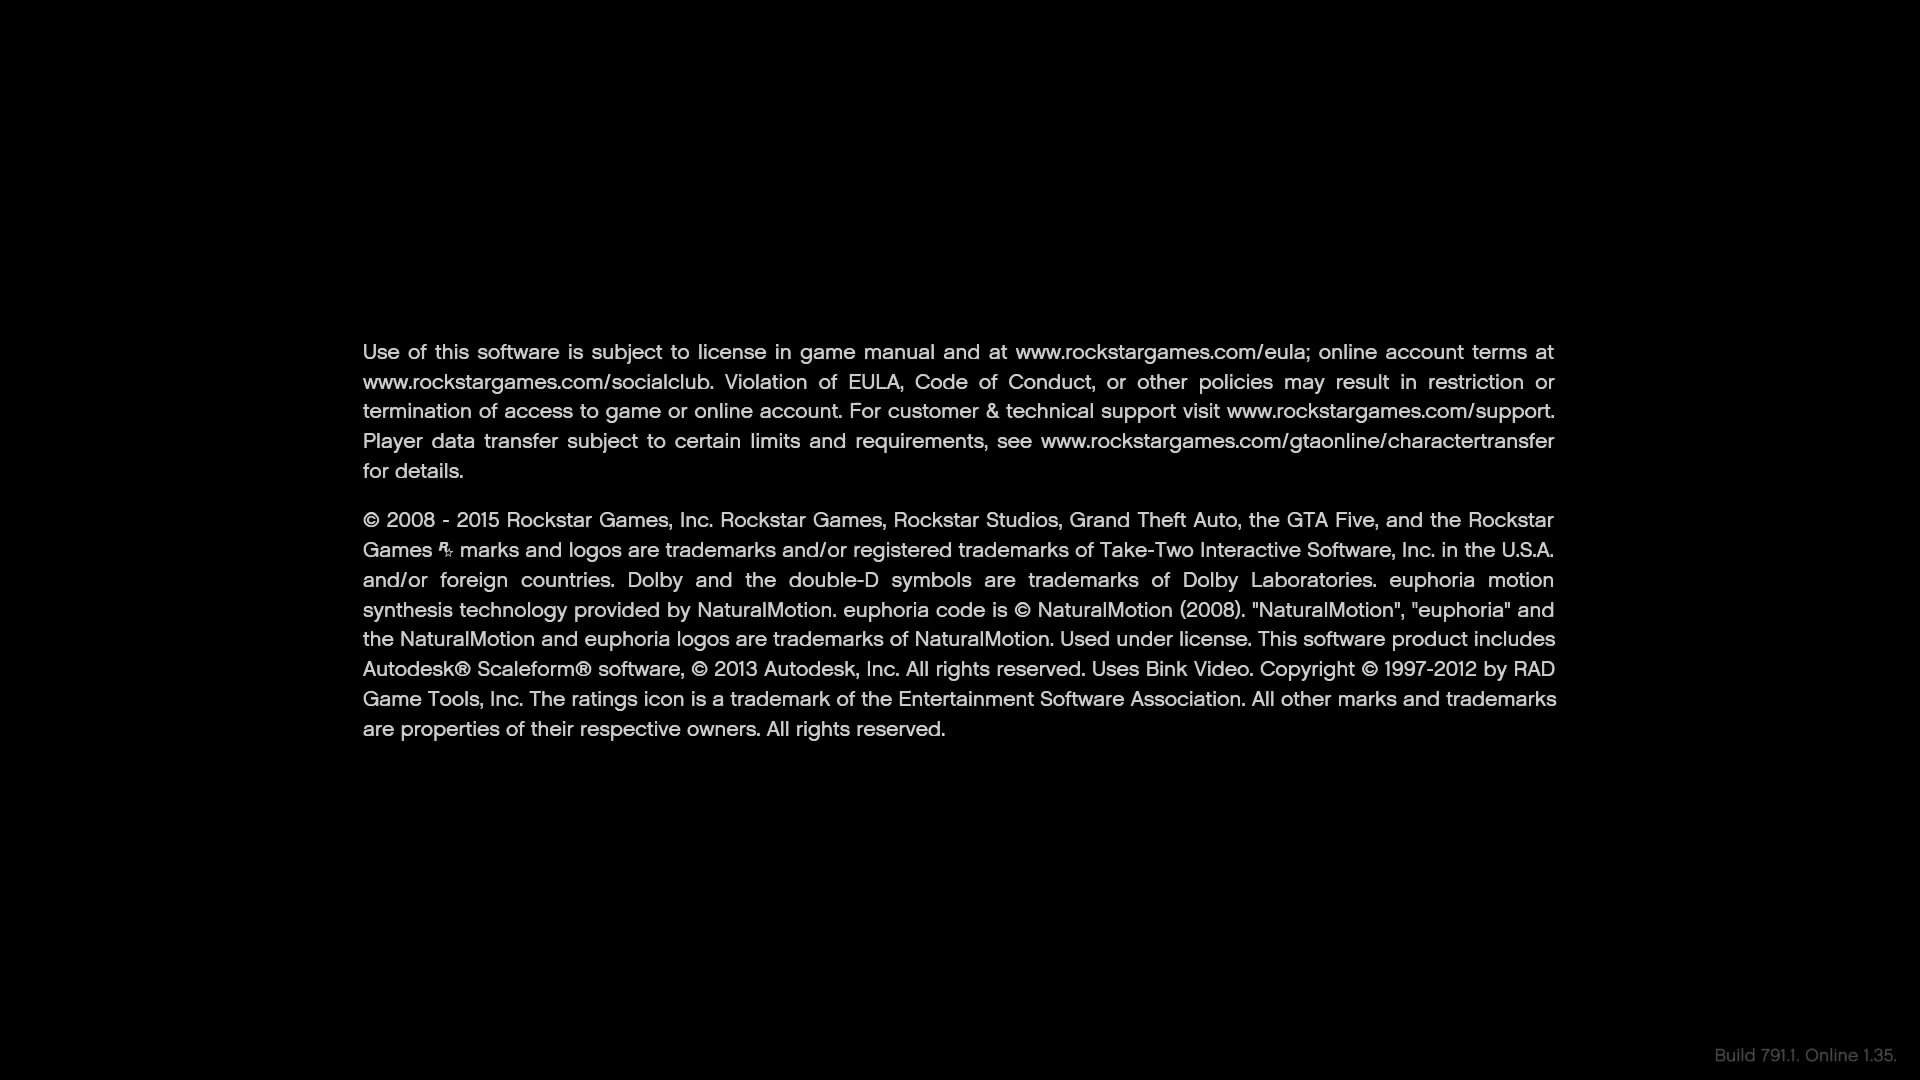 Use of this software is subject to license in game manual and at www.rockstargames.com/eula; online account terms at
www.rockstargames.com/socialclub. Violation of EULA, Code of Conduct, or other policies may result in restriction or
termination of access to game or online account. For customer & technical support visit www.rockstargames.com/support.
Player data transfer subject to certain limits and requirements, see www.rockstargames.com/gtaonline/charactertransfer
for details.
© 2008 - 2015 Rockstar Games, Inc. Rockstar Games, Rockstar Studios, Grand Theft Auto, the GTA Five, and the Rockstar
Games R* marks and logos are trademarks and/or registered trademarks of Take-Two Interactive Software, Inc. in the U.S.A.
and/or foreign countries. Dolby and the double-D symbols are trademarks of Dolby Laboratories. euphoria motion
synthesis technology provided by NaturalMotion. euphoria code is © NaturalMotion (2008). "NaturalMotion", "euphoria" and
the NaturalMotion and euphoria logos are trademarks of NaturalMotion. Used under license. This software product includes
Autodesk® Scaleform® software, © 2013 Autodesk, Inc. All rights reserved. Uses Bink Video. Copyright © 1997-2012 by RAD
Game Tools, Inc. The ratings icon is a trademark of the Entertainment Software Association. All other marks and trademarks
are properties of their respective owners. All rights reserved.
Build 791.1. Online 1.35.